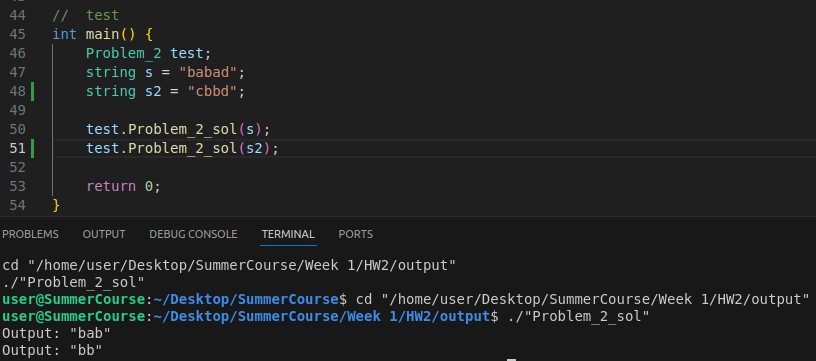 44 // test
45 int main() {
46 Problem_2 test;
47 string s = "babad";
48 string s2 = "cbbd";
49
50 test.Problem_2_sol(s);
51 test.Problem_2_sol(s2);
52
53 return 0;
54 }
PROBLEMS OUTPUT DEBUG CONSOLE TERMINAL PORTS
cd "/home/user/Desktop/SummerCourse/Week 1/HW2/output"
./"Problem_2_sol"
user@SummerCourse:~/Desktop/SummerCourse$ cd "/home/user/Desktop/SummerCourse/Week 1/HW2/output"
user@SummerCourse:~/Desktop/SummerCourse/Week 1/HW2/output$ ./"Problem_2_sol"
Output: "bab"
Output: "bb"